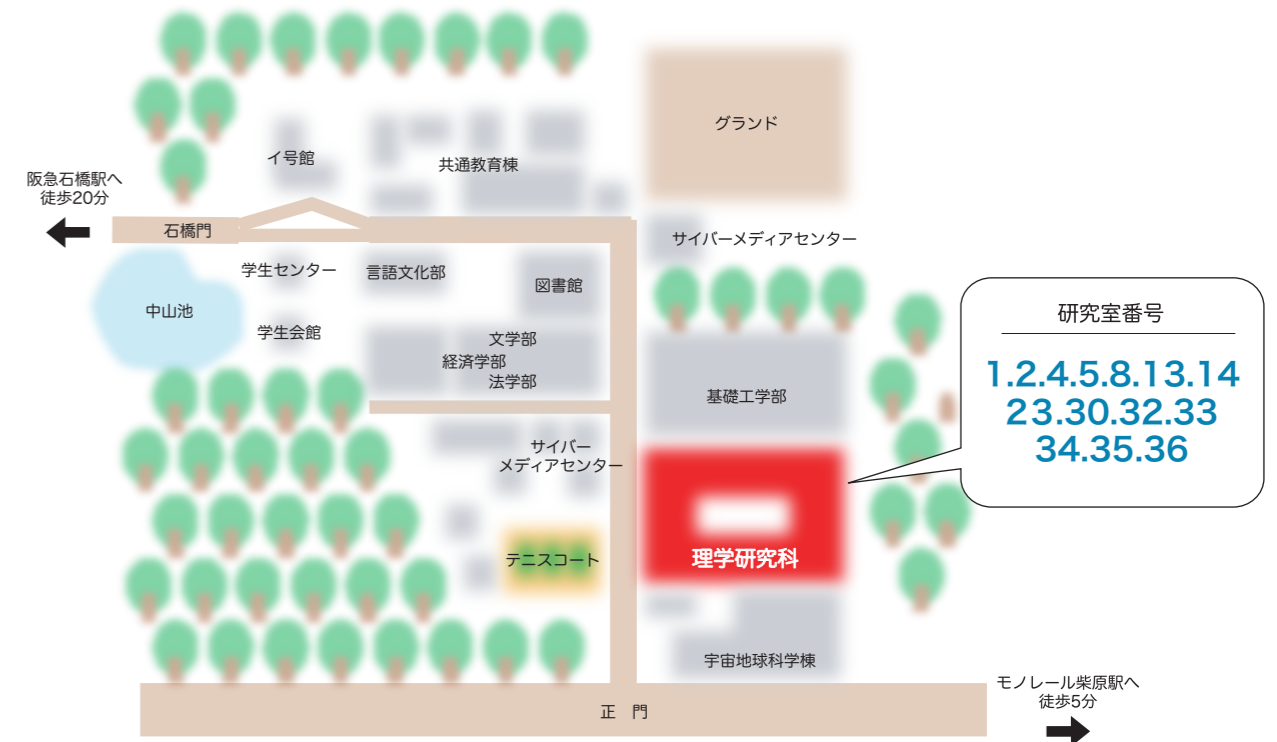 グランド
イ号館
共通教育棟
阪急石橋駅へ
徒歩20分
石橋門
サイバーメディアセンター
学生センター
言語文化部
図書館
中山池
学生会館
文学部
経済学部
法学部
基礎工学部
研究室番号
1.2.4.5.8.13.14
23.30.32.33
34.35.36
サイバー
メディアセンター
テニスコート
理学研究科
宇宙地球科学棟
モノレール柴原駅へ
徒歩5分
正　門